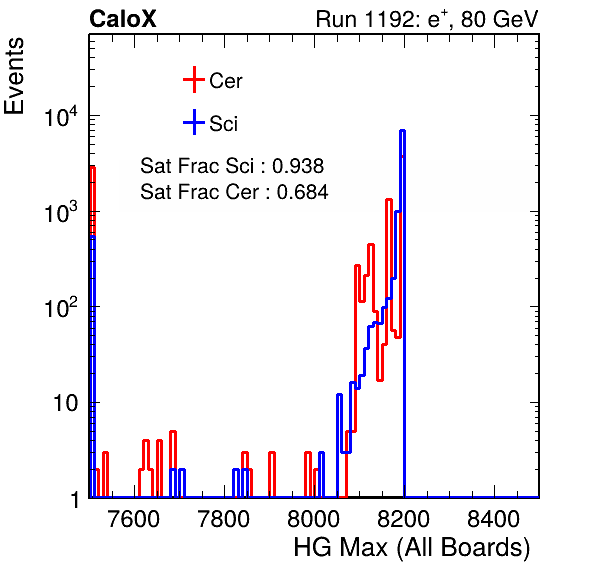 CaloX Run 1192: e⁺, 80 GeV
Events
Cer
Sci
Sat Frac Sci : 0.938
Sat Frac Cer : 0.684
10⁴
10³
10²
10
1
7600 7800 8000 8200 8400
HG Max (All Boards)